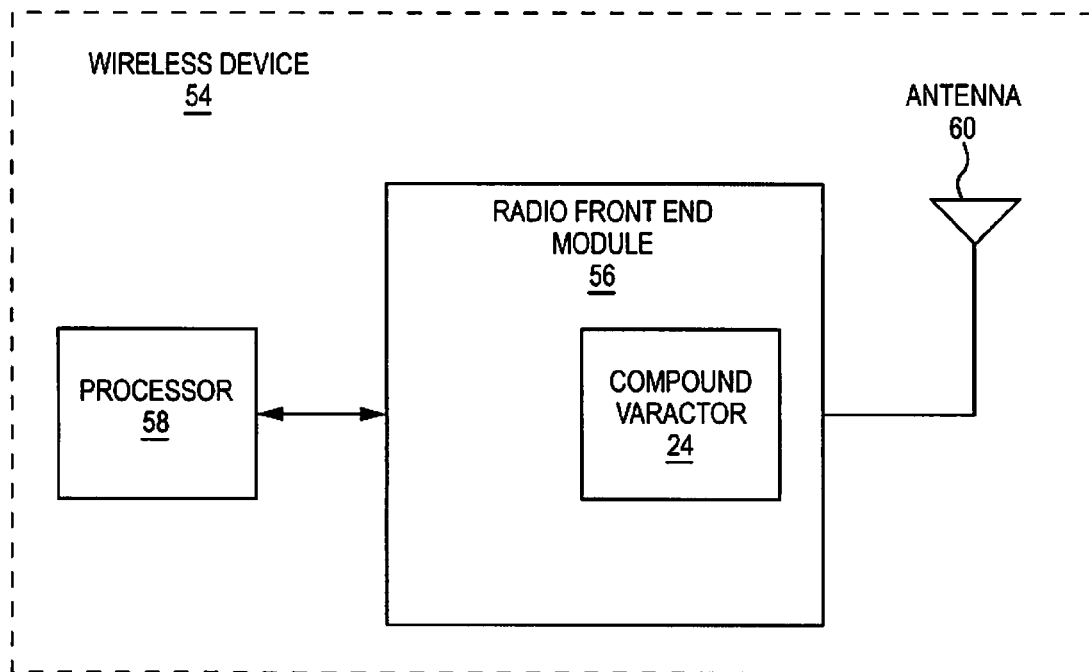 WIRELESS DEVICE
54
ANTENNA
60
RADIO FRONT END
MODULE
56
PROCESSOR
58
COMPOUND
VARACTOR
24